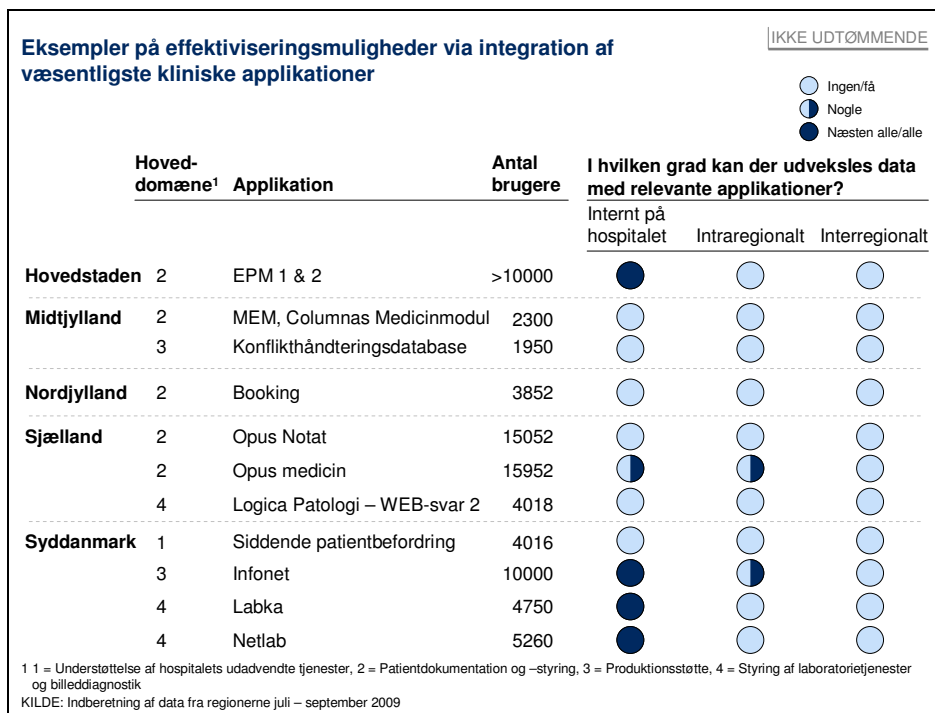 Eksempler på effektiviseringsmuligheder via integration af
væsentligste kliniske applikationer
IKKE UDTØMMENDE
Ingen/få
Nogle
Næsten alle/alle
Hoved-
domæne¹ Applikation
Antal
brugere
I hvilken grad kan der udveksles data
med relevante applikationer?
Internt på
hospitalet Intraregionalt Interregionalt
Hovedstaden 2 EPM 1 & 2 >10000
Midtjylland 2 MEM, Columnas Medicinmodul 2300
3 Konflikthåndteringsdatabase 1950
Nordjylland 2 Booking 3852
Sjælland 2 Opus Notat 15052
2 Opus medicin 15952
4 Logica Patologi – WEB-svar 2 4018
Syddanmark 1 Siddende patientbefordring 4016
3 Infonet 10000
4 Labka 4750
4 Netlab 5260
1 1 = Understøttelse af hospitalets udadvendte tjenester, 2 = Patientdokumentation og –styring, 3 = Produktionsstøtte, 4 = Styring af laboratorietjenester
og billeddiagnostik
KILDE: Indberetning af data fra regionerne juli – september 2009